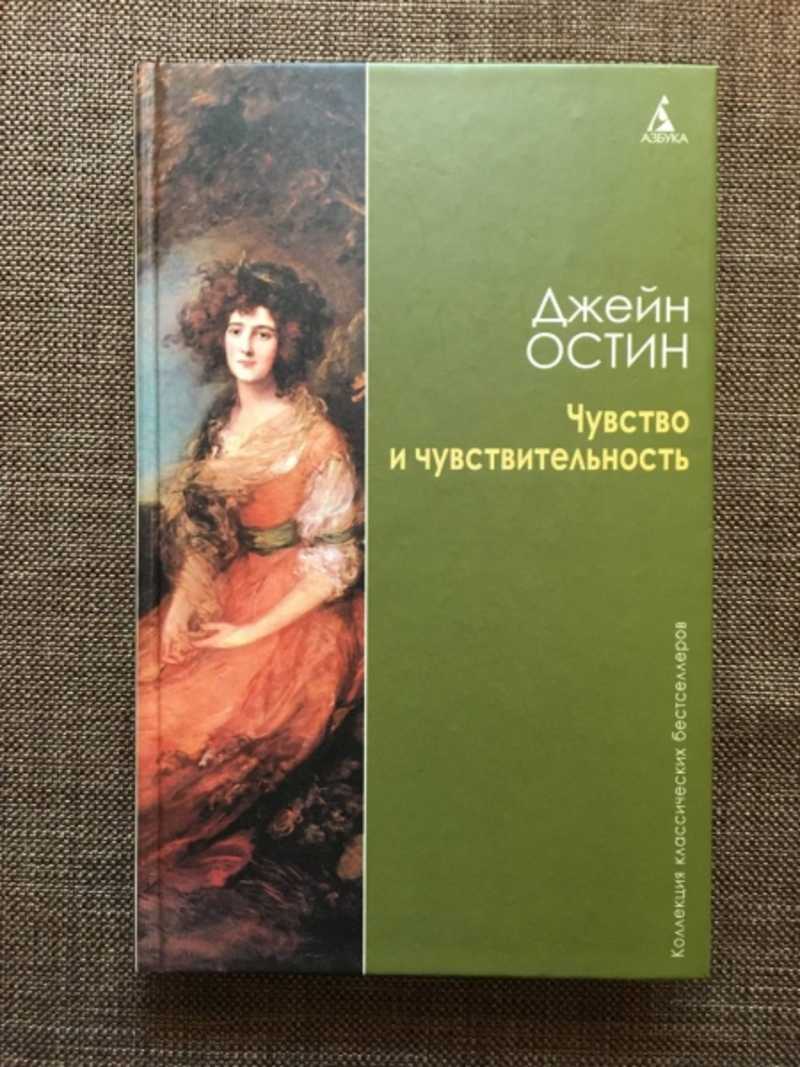 АЗБУКА
Джейн
ОСТИН
Чувство
и чувствительность
Коллекция классических бестселлеров